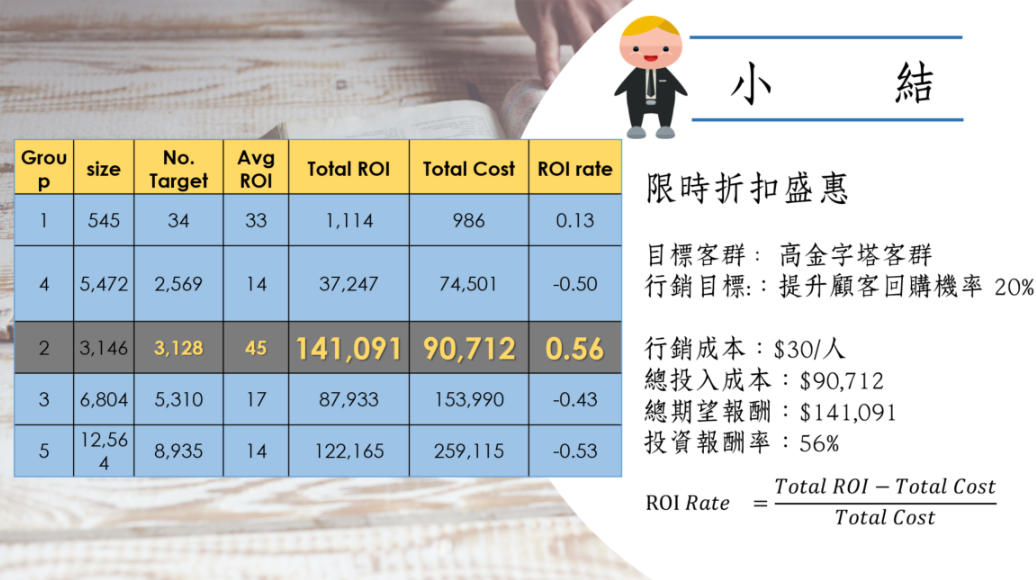 小 結
Group size No. Target Avg ROI Total ROI Total Cost ROI rate
1 545 34 33 1,114 986 0.13
4 5,472 2,569 14 37,247 74,501 -0.50
2 3,146 3,128 45 141,091 90,712 0.56
3 6,804 5,310 17 87,933 153,990 -0.43
5 12,564 8,935 14 122,165 259,115 -0.53
限時折扣盛惠
目標客群： 高金字塔客群
行銷目標:：提升顧客回購機率 20%
行銷成本：$30/人
總投入成本：$90,712
總期望報酬：$141,091
投資報酬率：56%
ROI Rate = Total ROI − Total Cost
Total Cost